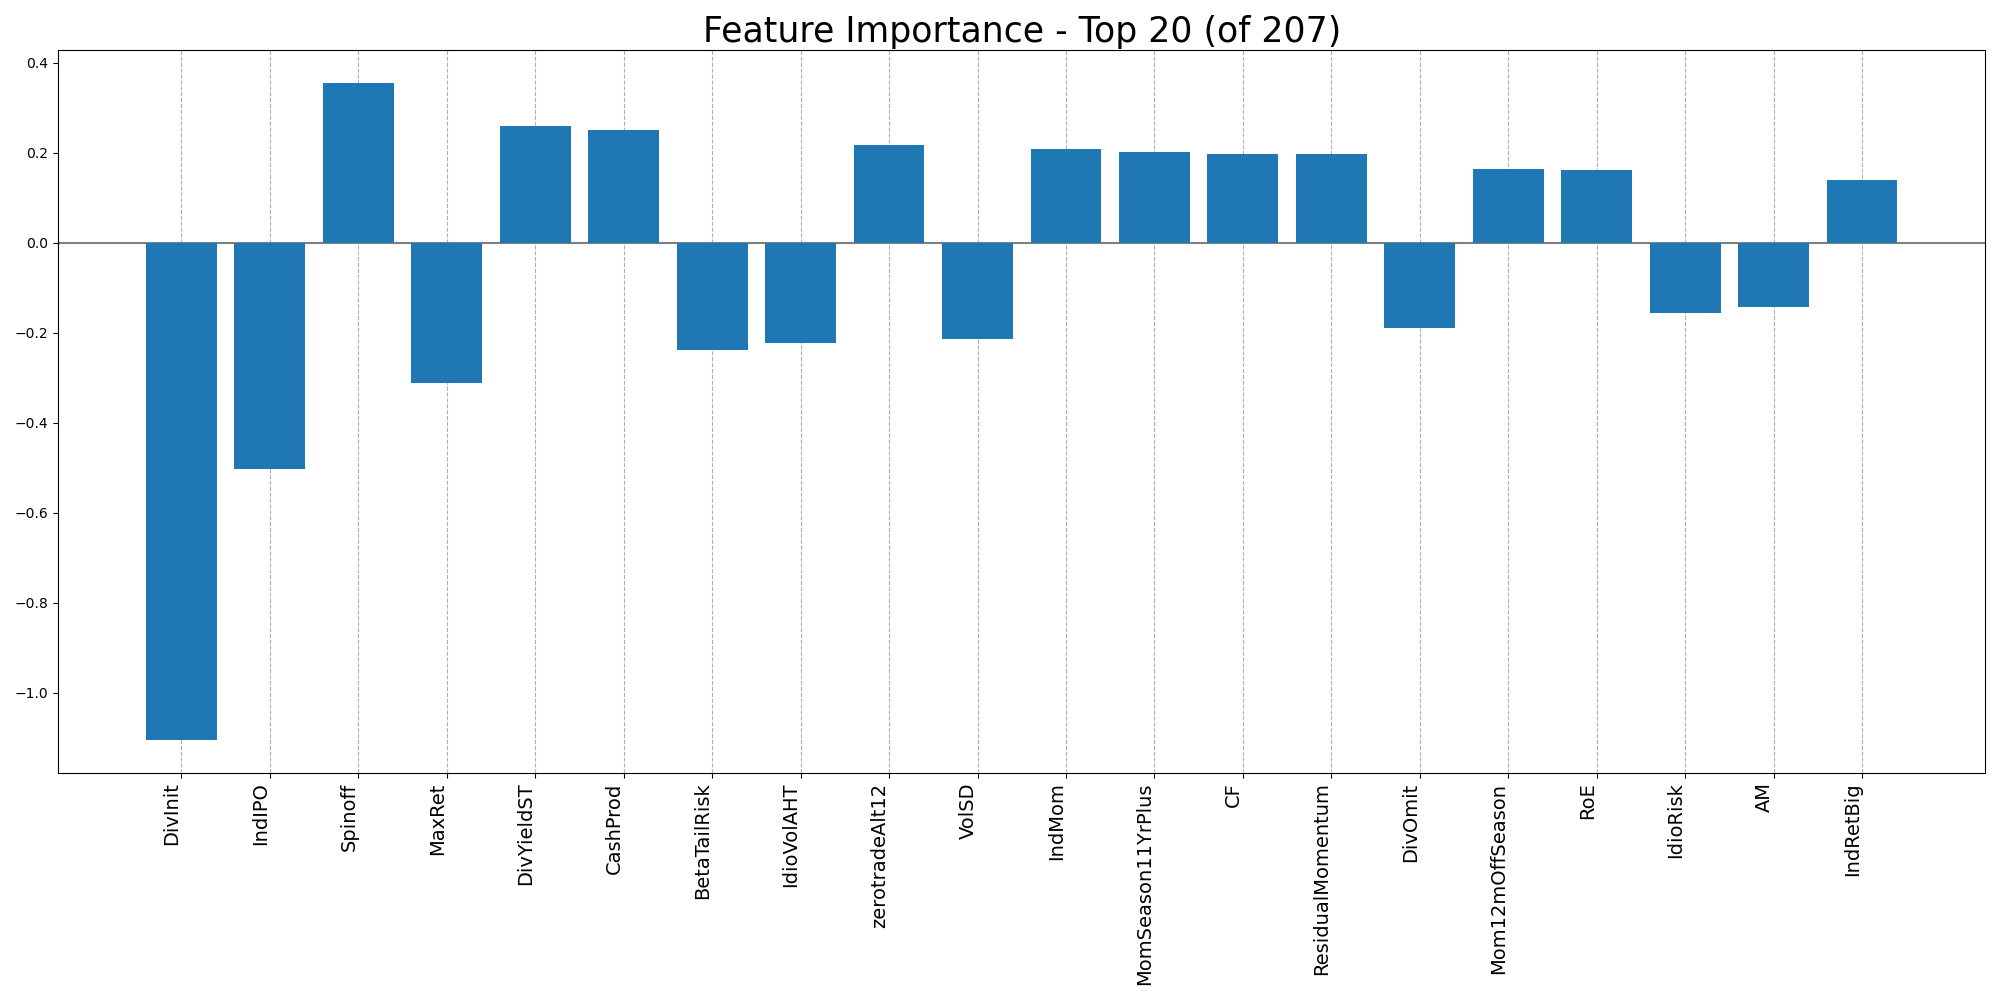 Feature Importance - Top 20 (of 207)
0.4
0.2
0.0
−0.2
−0.4
−0.6
−0.8
−1.0
DivInit
IndIPO
Spinoff
MaxRet
DivYieldST
CashProd
BetaTailRisk
IdioVolAHT
zerotradeAlt12
VolSD
IndMom
MomSeason11YrPlus
CF
ResidualMomentum
DivOmit
Mom12mOffSeason
RoE
IdioRisk
AM
IndRetBig